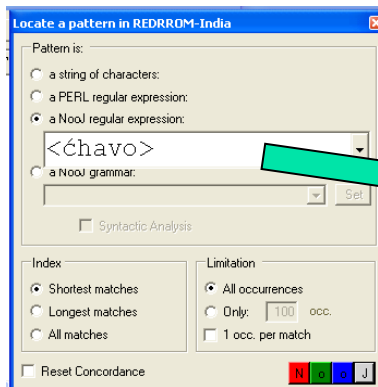 Locate a pattern in REDRROM-India
Pattern is:
a string of characters:
a PERL regular expression:
a NooJ regular expression:
<ćhavo>
a NooJ grammar:
Set
Syntactic Analysis
Index
Shortest matches
Longest matches
All matches
Limitation
All occurrences
Only: 100 occ.
1 occ. per match
Reset Concordance
N o o J